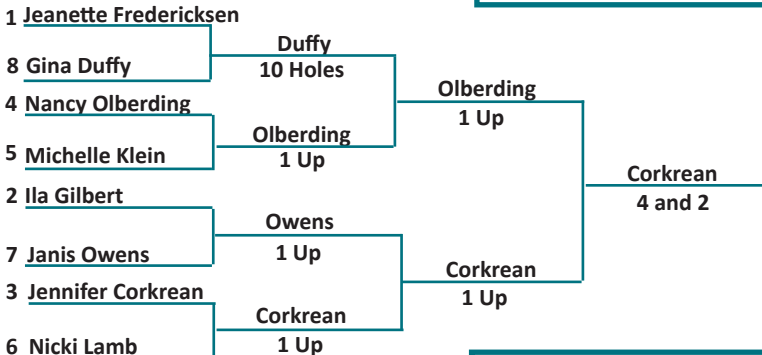 1 Jeanette Fredericksen
8 Gina Duffy
4 Nancy Olberding
5 Michelle Klein
2 Ila Gilbert
7 Janis Owens
3 Jennifer Corkrean
6 Nicki Lamb
Duffy
10 Holes
Olberding
1 Up
Owens
1 Up
Corkrean
1 Up
Olberding
1 Up
Corkrean
1 Up
Corkrean
4 and 2